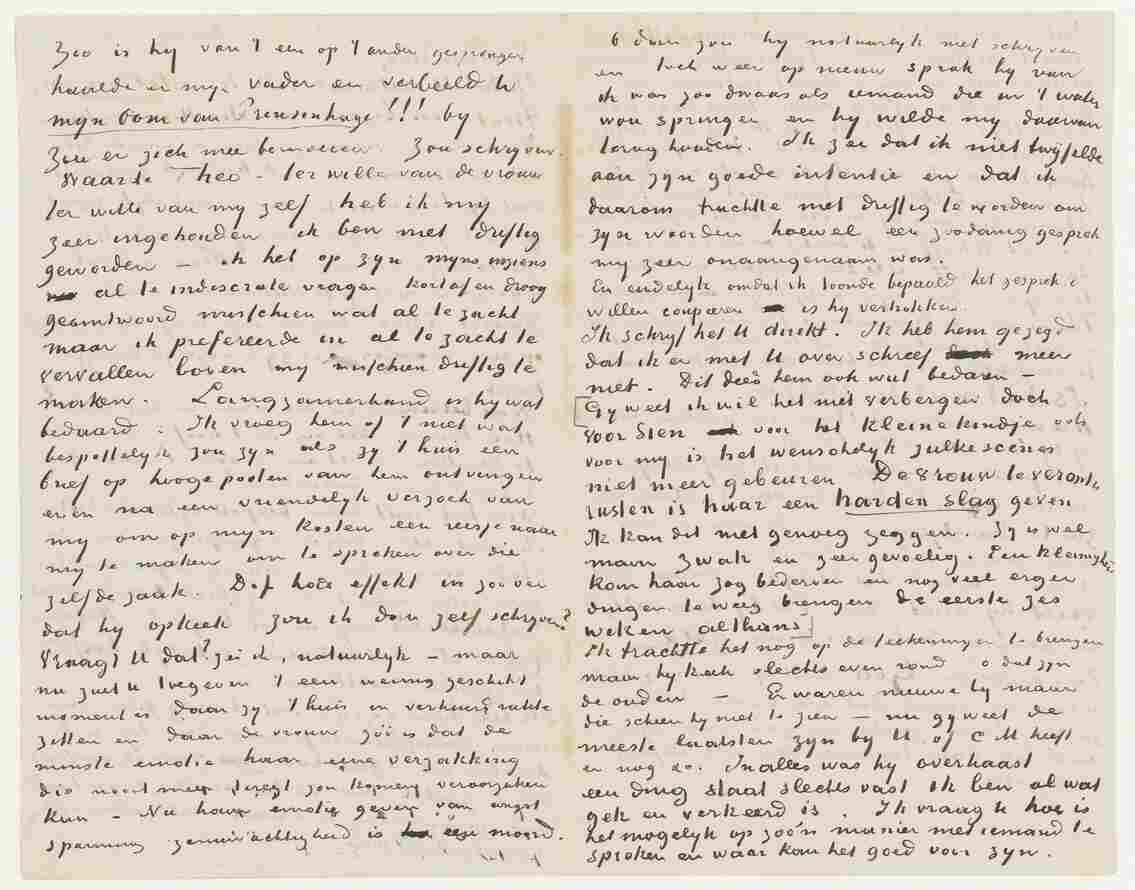 Zoo is hy van 't een op 't ander gesprongen
haalde er myn vader en verbeeld U
myn Oom van Prinsenhage!!! by
Zou er zich mee bemoeien. Zou schryven.
Waarde Theo – ter wille van de vrouw
ter wille van my zelf heb ik my
zeer ingehouden ik ben niet driftig
geworden – ik heb op zyn myns inziens
al te indiscrete vragen kortaf en droog
geantwoord misschien wat al te zacht
maar ik prefereerde in al te zacht te
vervallen boven my misschien driftig te
maken. Langzamerhand is hy wat
bedaard. Ik vroeg hem of 't niet wat
bespottelyk zou zyn als zy t'huis een
brief op hooge pooten van hem ontvingen
even na een vriendelyk verzoek van
my om op myn kosten een reisje naar
my te maken om te spreken over die
zelfde zaak. Dit had effekt in zoover
dat hy opkeek zou ik dan zelf schryven?
Vraagt U dat? zei ik, natuurlyk – maar
nu zult U toegeven 't een weinig geschikt
moment is daar zy t'huis in verhuisdrukte
zitten en daar de vrouw zóó is dat de
minste emotie haar eene verzakking
die nooit meer terecht zou komen veroorzaken
kan – Nu haar emotie geven van angst
spanning zenuwachtigheid is een moord.
O dan zou hy natuurlyk niet schryven
en toch weer op nieuw sprak hy van
ik was zoo dwaas als iemand die in 't water
wou springen en hy wilde my daarvan
terug houden. Ik zei dat ik niet twyfelde
aan zyn goede intentie en dat ik
daarom trachtte niet driftig te worden om
zyn woorden hoewel een zoodanig gesprek
my zeer onaangenaam was.
En eindelyk omdat ik toonde bepaald het gesprek te
willen couperen is hy vertrokken.
Ik schryf het U direkt. Ik heb hem gezegd
dat ik er met U over schreef meer
niet. Dit deed hem ook wat bedaren –
[Gy weet ik wil het niet verbergen doch
voor Sien voor het kleine kindje ook
voor my is het wenschelyk zulke scènes
niet meer gebeuren De vrouw te veront
rusten is haar een harden slag geven
Ik kan dit niet genoeg zeggen. Zy is wel
maar zwak en zeer gevoelig. Een kleinigheid
kan haar zog bederven en nog veel erger
dingen te weeg brengen de eerste zes
weken althans]
Ik trachtte het nog op de teekeningen te brengen
maar hy keek slechts even rond o dat zyn
de ouden – Er waren nieuwe by maar
die scheen hy niet te zien – nu gy weet de
meeste laatsten zyn by U. of C M heeft
er nog zo. In alles was hy overhaast
een ding staat slechts vast ik ben al wat
gek en verkeerd is. Ik vraag U hoe is
het mogelyk op zoo'n manier met iemand te
spreken en waar kan het goed voor zyn.